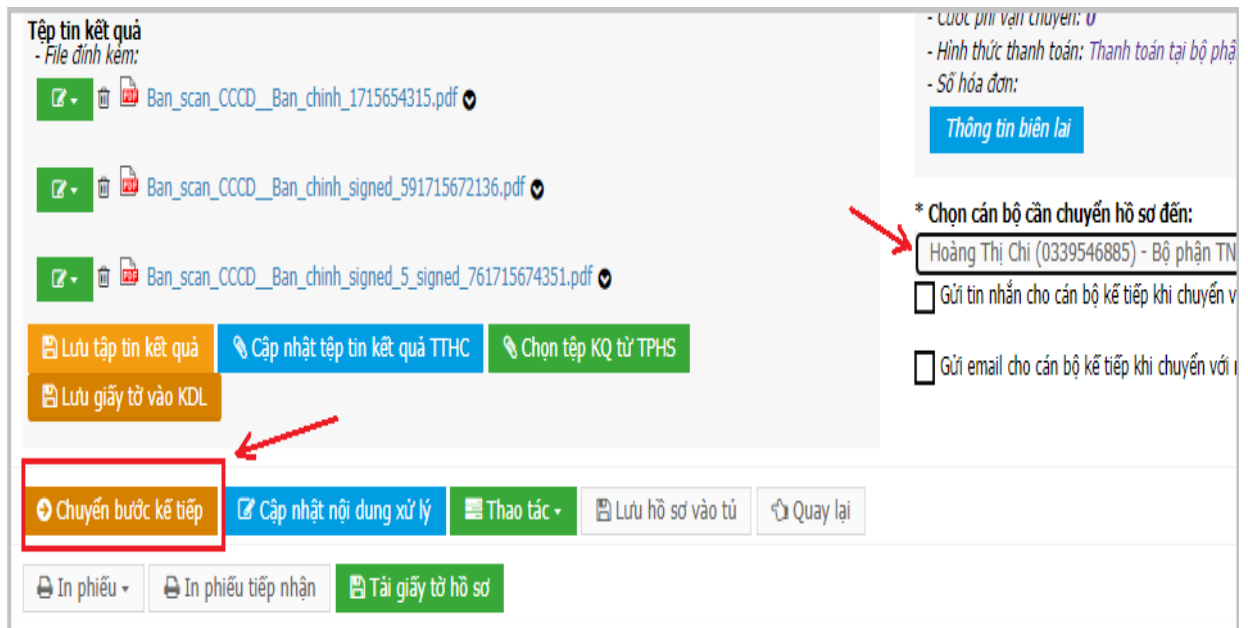 Tệp tin kết quả
- File đính kèm:
Ban_scan_CCCD__Ban_chinh_1715654315.pdf
Ban_scan_CCCD__Ban_chinh_signed_591715672136.pdf
Ban_scan_CCCD__Ban_chinh_signed_5_signed_761715674351.pdf
Lưu tập tin kết quả
Cập nhật tệp tin kết quả TTHC
Chọn tệp KQ từ TPHS
Lưu giấy tờ vào KDL
- Cước phí vận chuyển: 0
- Hình thức thanh toán: Thanh toán tại bộ phậ
- Số hóa đơn:
Thông tin biên lai
* Chọn cán bộ cần chuyển hồ sơ đến:
Hoàng Thị Chi (0339546885) - Bộ phận TN
Gửi tin nhắn cho cán bộ kế tiếp khi chuyển v
Gửi email cho cán bộ kế tiếp khi chuyển với
Chuyển bước kế tiếp
Cập nhật nội dung xử lý
Thao tác
Lưu hồ sơ vào tủ
Quay lại
In phiếu
In phiếu tiếp nhận
Tải giấy tờ hồ sơ